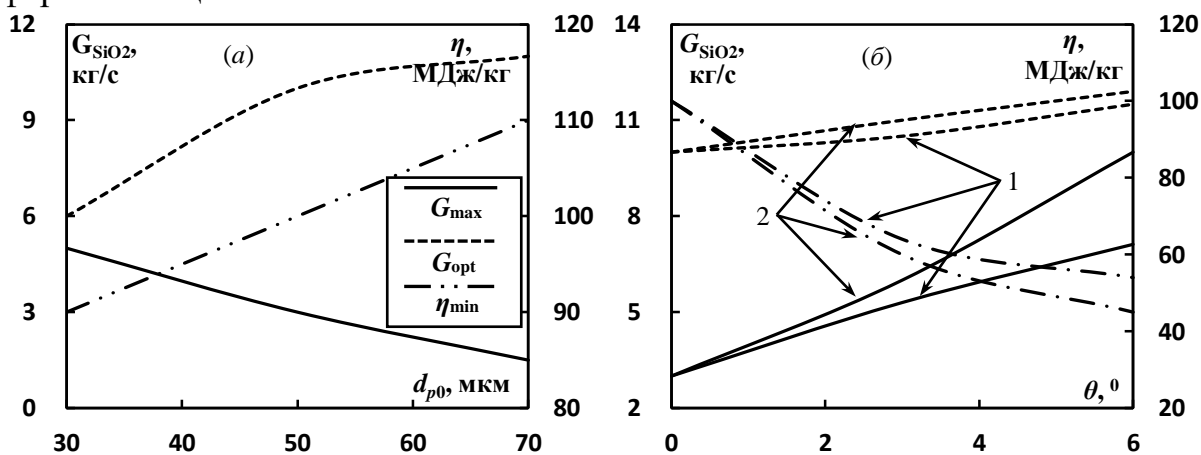 12
9
6
3
0
G_SiO2,
кг/с
(а)
η,
МДж/кг
120
110
100
90
80
G_max
G_opt
η_min
d_p0, мкм
30 40 50 60 70
14
11
8
5
2
G_SiO2,
кг/с
(б)
η,
МДж/кг
120
100
80
60
40
20
1
2
θ, ⁰
0 2 4 6